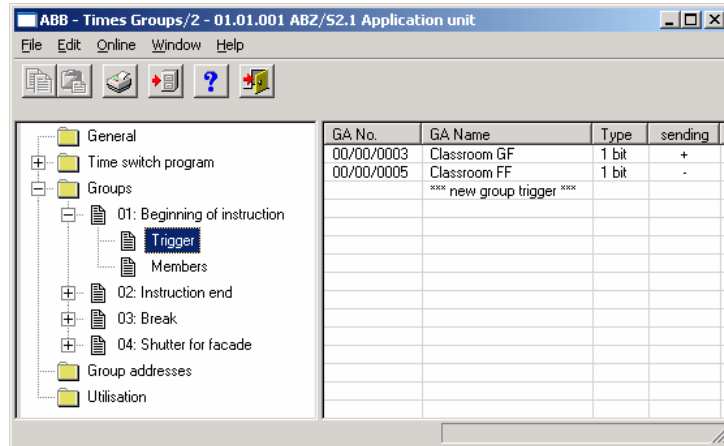 ABB - Times Groups/2 - 01.01.001 ABZ/S2.1 Application unit
File Edit Online Window Help
General
Time switch program
Groups
01: Beginning of instruction
Trigger
Members
02: Instruction end
03: Break
04: Shutter for facade
Group addresses
Utilisation
GA No. GA Name Type sending
00/00/0003 Classroom GF 1 bit +
00/00/0005 Classroom FF 1 bit -
*** new group trigger ***